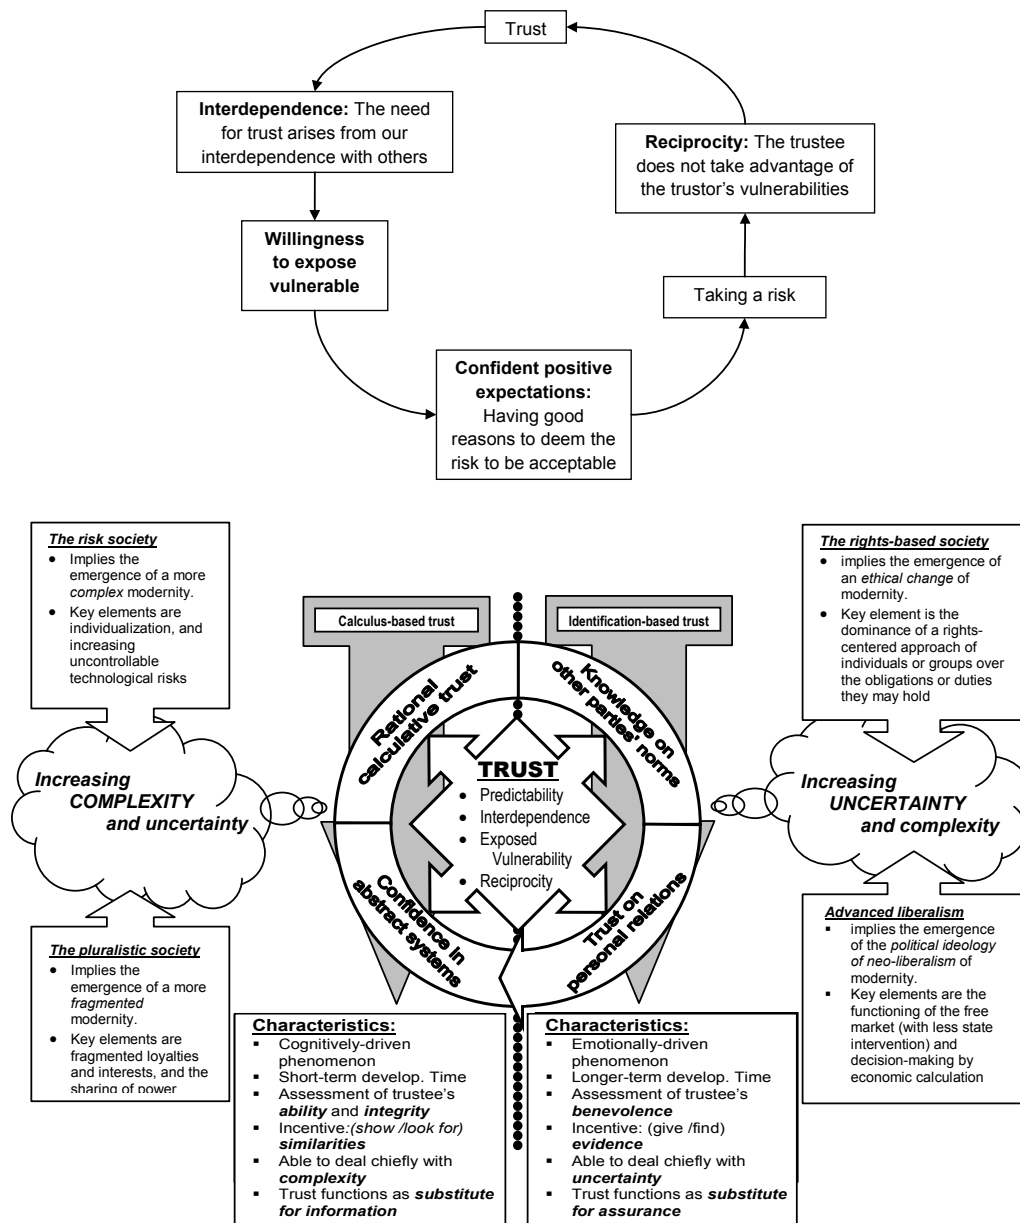 Trust
Interdependence: The need
for trust arises from our
interdependence with others
Reciprocity: The trustee
does not take advantage of
the trustor's vulnerabilities
Willingness
to expose
vulnerable
Taking a risk
Confident positive
expectations:
Having good
reasons to deem the
risk to be acceptable
The risk society
● Implies the
emergence of a more
complex modernity.
● Key elements are
individualization, and
increasing
uncontrollable
technological risks
The rights-based society
● implies the emergence of
an ethical change of
modernity.
● Key element is the
dominance of a rights-
centered approach of
individuals or groups over
the obligations or duties
they may hold
Calculus-based trust
Identification-based trust
Rational
calculative trust
Knowledge on
other parties' norms
Increasing
COMPLEXITY
and uncertainty
TRUST
● Predictability
● Interdependence
● Exposed
Vulnerability
● Reciprocity
Increasing
UNCERTAINTY
and complexity
Confidence in
abstract systems
Trust on
personal relations
The pluralistic society
● Implies the
emergence of a more
fragmented
modernity.
● Key elements are
fragmented loyalties
and interests, and the
sharing of power
Advanced liberalism
▪ implies the emergence
of the political ideology
of neo-liberalism of
modernity.
▪ Key elements are the
functioning of the free
market (with less state
intervention) and
decision-making by
economic calculation
Characteristics:
▪ Cognitively-driven
phenomenon
▪ Short-term develop. Time
▪ Assessment of trustee's
ability and integrity
▪ Incentive:(show /look for)
similarities
▪ Able to deal chiefly with
complexity
▪ Trust functions as substitute
for information
Characteristics:
▪ Emotionally-driven
phenomenon
▪ Longer-term develop. Time
▪ Assessment of trustee's
benevolence
▪ Incentive: (give /find)
evidence
▪ Able to deal chiefly with
uncertainty
▪ Trust functions as substitute
for assurance